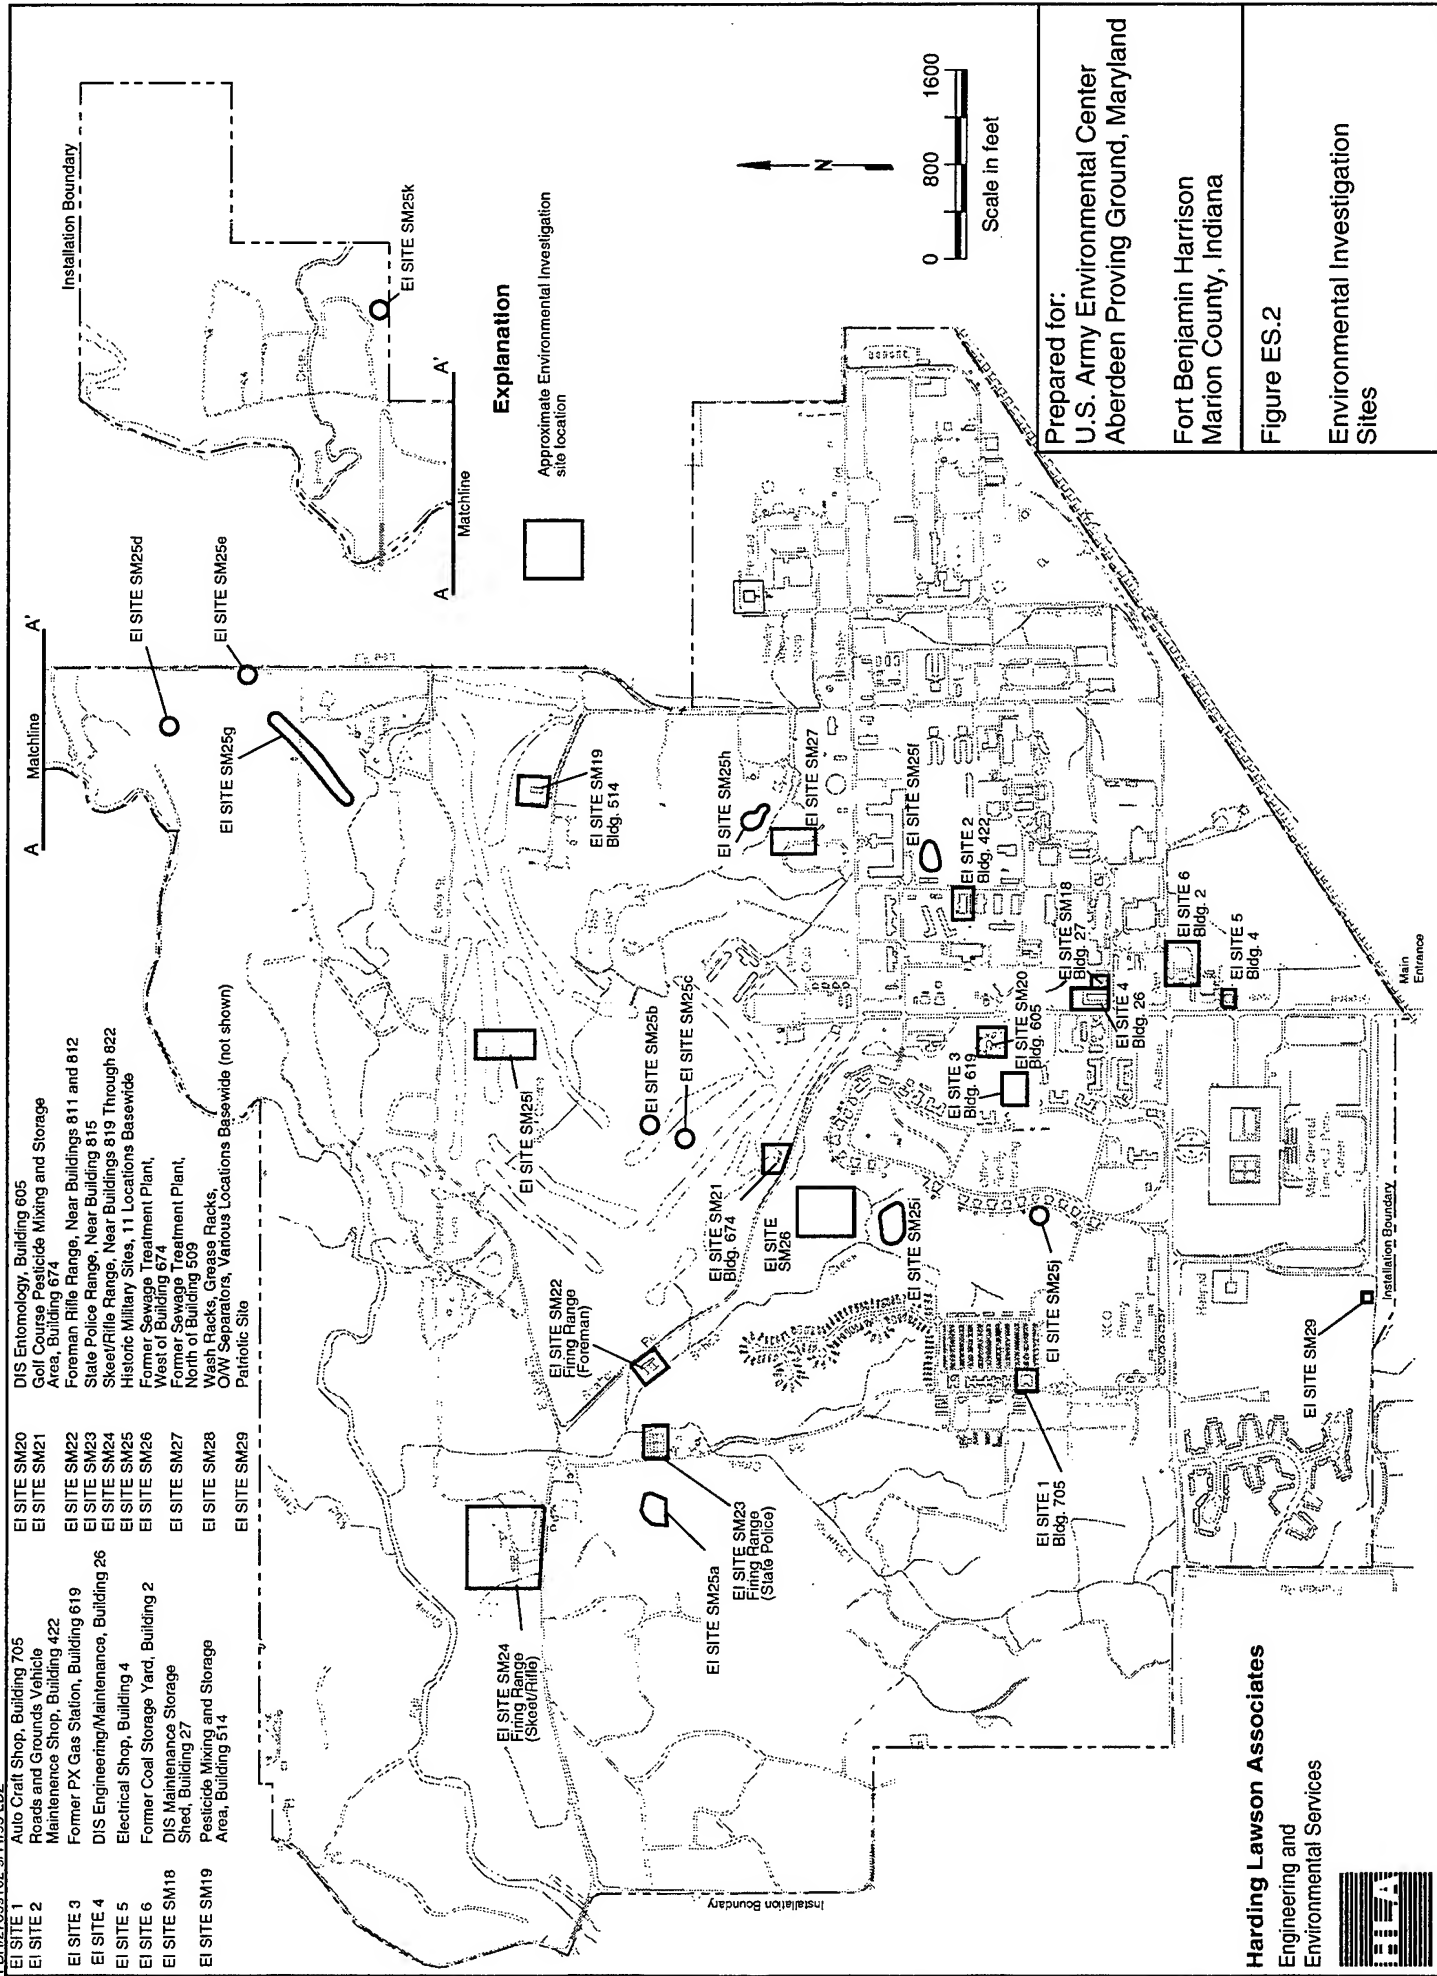 EI SITE 1 Auto Craft Shop, Building 705
EI SITE 2 Roads and Grounds Vehicle
Maintenence Shop, Building 422
EI SITE 3 Former PX Gas Station, Building 619
EI SITE 4 DIS Engineering/Maintenance, Building 26
EI SITE 5 Electrical Shop, Building 4
EI SITE 6 Former Coal Storage Yard, Building 2
EI SITE SM18 DIS Maintenance Storage
Shed, Building 27
EI SITE SM19 Pesticide Mixing and Storage
Area, Building 514
EI SITE SM20 DIS Entomology, Building 605
EI SITE SM21 Golf Course Pesticide Mixing and Storage
Area, Building 674
EI SITE SM22 Foreman Rifle Range, Near Buildings 811 and 812
EI SITE SM23 State Police Range, Near Building 815
EI SITE SM24 Skeet/Rifle Range, Near Buildings 819 Through 822
EI SITE SM25 Historic Military Sites, 11 Locations Basewide
EI SITE SM26 Former Sewage Treatment Plant,
West of Building 674
EI SITE SM27 Former Sewage Treatment Plant,
North of Building 509
EI SITE SM28 Wash Racks, Grease Racks,
O/W Separators, Various Locations Basewide (not shown)
EI SITE SM29 Patriotic Site
A
Matchline
A'
EI SITE SM25d
EI SITE SM25e
EI SITE SM25g
Installation Boundary
EI SITE SM25k
A
Matchline
A'
Explanation
Approximate Environmental Investigation
site location
N
0 800 1600
Scale in feet
EI SITE SM24
Firing Range
(Skeet/Rifle)
EI SITE SM22
Firing Range
(Foreman)
EI SITE SM25l
EI SITE SM19
Bldg. 514
EI SITE SM25a
EI SITE SM23
Firing Range
(State Police)
EI SITE SM25b
EI SITE SM25c
EI SITE SM21
Bldg. 674
EI SITE
SM26
EI SITE SM25h
EI SITE SM27
EI SITE SM25i
EI SITE SM25f
EI SITE 2
Bldg. 422
EI SITE 3
Bldg. 619
EI SITE SM20
Bldg. 605
EI SITE SM18
Bldg. 27
EI SITE 4
Bldg. 26
EI SITE 6
Bldg. 2
EI SITE 5
Bldg. 4
EI SITE 1
Bldg. 705
EI SITE SM25j
EI SITE SM29
Installation Boundary
Installation Boundary
Main
Entrance
Harding Lawson Associates
Engineering and
Environmental Services
HLA
Prepared for:
U.S. Army Environmental Center
Aberdeen Proving Ground, Maryland
Fort Benjamin Harrison
Marion County, Indiana
Figure ES.2
Environmental Investigation
Sites